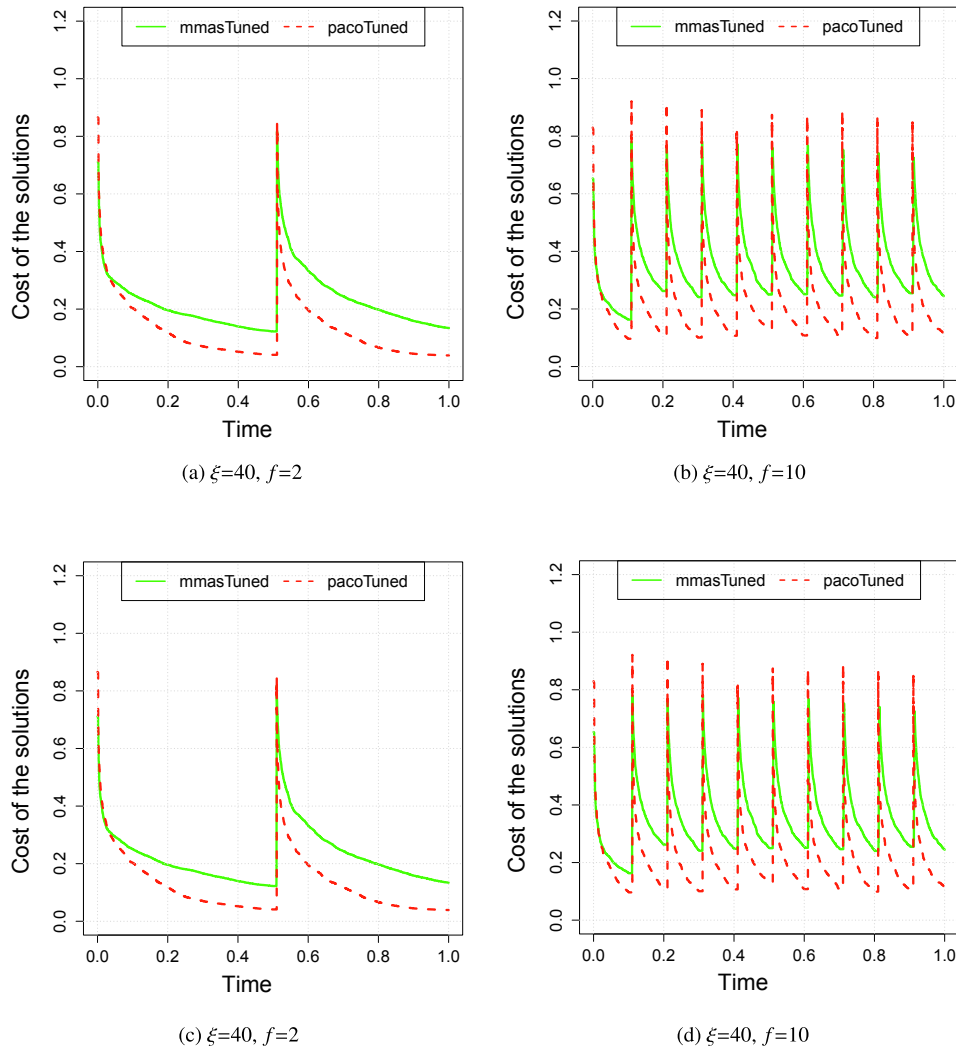 mmasTuned pacoTuned
Cost of the solutions
0.0 0.2 0.4 0.6 0.8 1.0 1.2
0.0 0.2 0.4 0.6 0.8 1.0
Time
(a) ξ=40, f=2
mmasTuned pacoTuned
Cost of the solutions
0.0 0.2 0.4 0.6 0.8 1.0 1.2
0.0 0.2 0.4 0.6 0.8 1.0
Time
(b) ξ=40, f=10
mmasTuned pacoTuned
Cost of the solutions
0.0 0.2 0.4 0.6 0.8 1.0 1.2
0.0 0.2 0.4 0.6 0.8 1.0
Time
(c) ξ=40, f=2
mmasTuned pacoTuned
Cost of the solutions
0.0 0.2 0.4 0.6 0.8 1.0 1.2
0.0 0.2 0.4 0.6 0.8 1.0
Time
(d) ξ=40, f=10